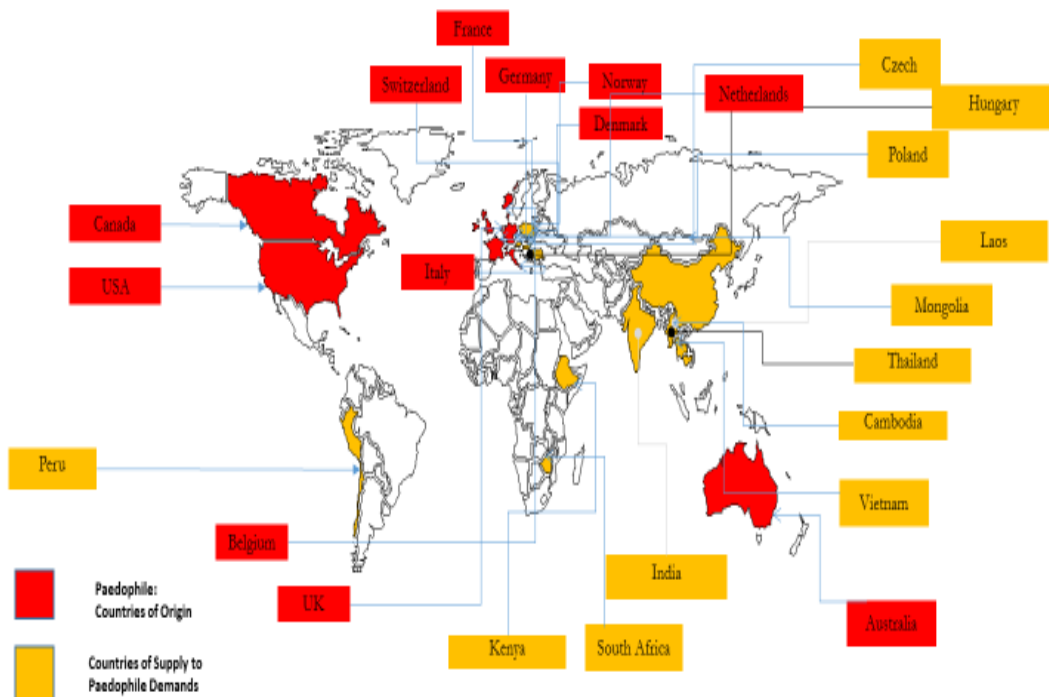 France
Czech
Switzerland
Germany
Norway
Netherlands
Hungary
Denmark
Poland
Canada
Laos
Italy
USA
Mongolia
Thailand
Cambodia
Peru
Vietnam
Belgium
India
Paedophile:
Countries of Origin
UK
Australia
Kenya
South Africa
Countries of Supply to
Paedophile Demands